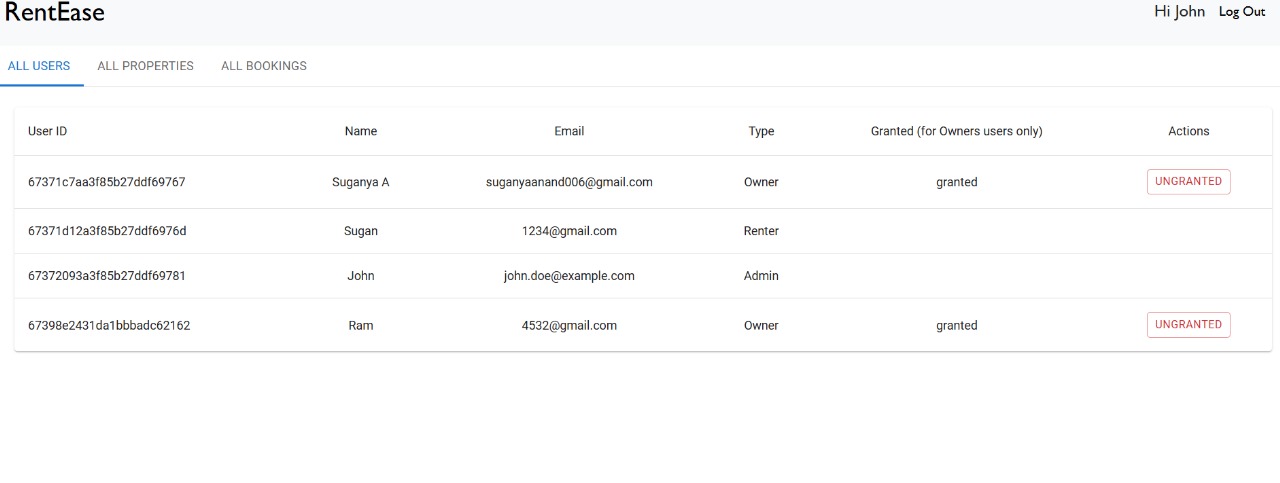 RentEase Hi John Log Out
ALL USERS ALL PROPERTIES ALL BOOKINGS
User ID Name Email Type Granted (for Owners users only) Actions
67371c7aa3f85b27ddf69767 Suganya A suganyaanand006@gmail.com Owner granted UNGRANTED
67371d12a3f85b27ddf6976d Sugan 1234@gmail.com Renter
67372093a3f85b27ddf69781 John john.doe@example.com Admin
67398e2431da1bbbadc62162 Ram 4532@gmail.com Owner granted UNGRANTED